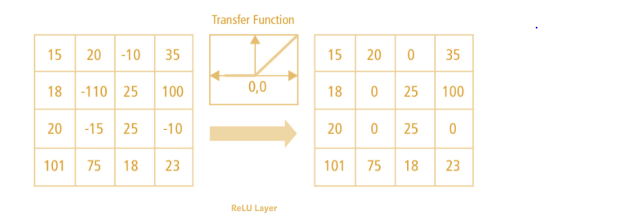 Transfer Function
15 20 -10 35
18 -110 25 100
20 -15 25 -10
101 75 18 23
0,0
15 20 0 35
18 0 25 100
20 0 25 0
101 75 18 23
ReLU Layer